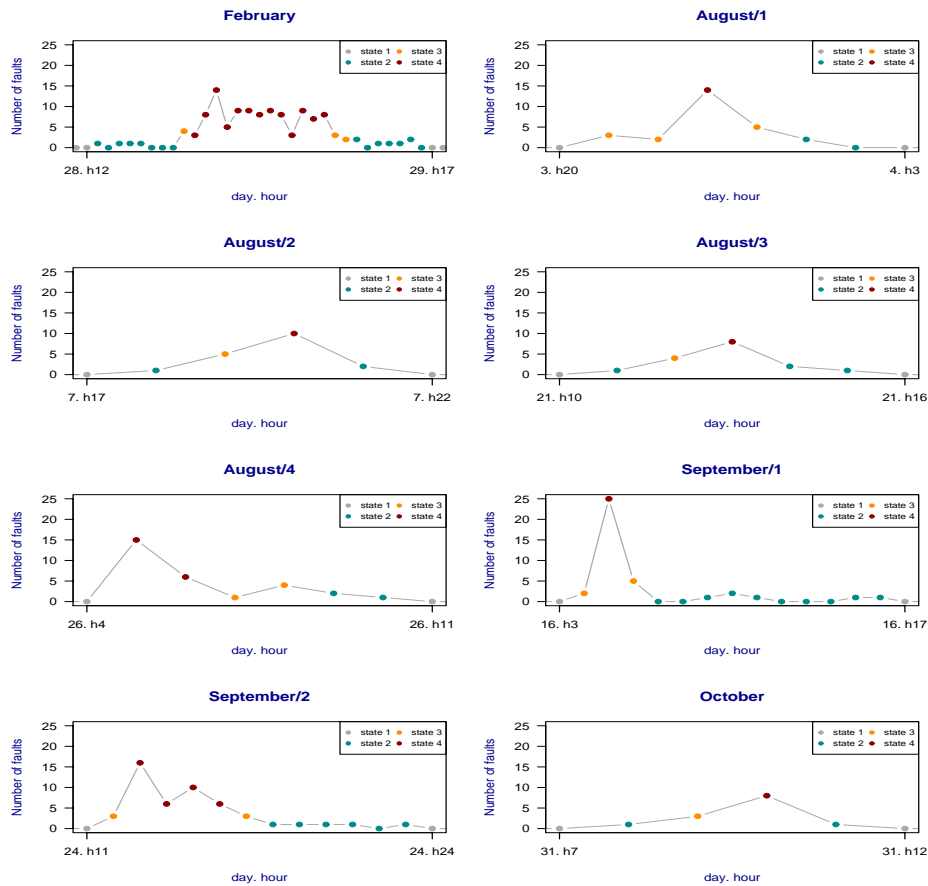 February
Number of faults
25
20
15
10
5
0
state 1 state 3
state 2 state 4
28. h12 29. h17
day. hour
August/1
Number of faults
25
20
15
10
5
0
state 1 state 3
state 2 state 4
3. h20 4. h3
day. hour
August/2
Number of faults
25
20
15
10
5
0
state 1 state 3
state 2 state 4
7. h17 7. h22
day. hour
August/3
Number of faults
25
20
15
10
5
0
state 1 state 3
state 2 state 4
21. h10 21. h16
day. hour
August/4
Number of faults
25
20
15
10
5
0
state 1 state 3
state 2 state 4
26. h4 26. h11
day. hour
September/1
Number of faults
25
20
15
10
5
0
state 1 state 3
state 2 state 4
16. h3 16. h17
day. hour
September/2
Number of faults
25
20
15
10
5
0
state 1 state 3
state 2 state 4
24. h11 24. h24
day. hour
October
Number of faults
25
20
15
10
5
0
state 1 state 3
state 2 state 4
31. h7 31. h12
day. hour